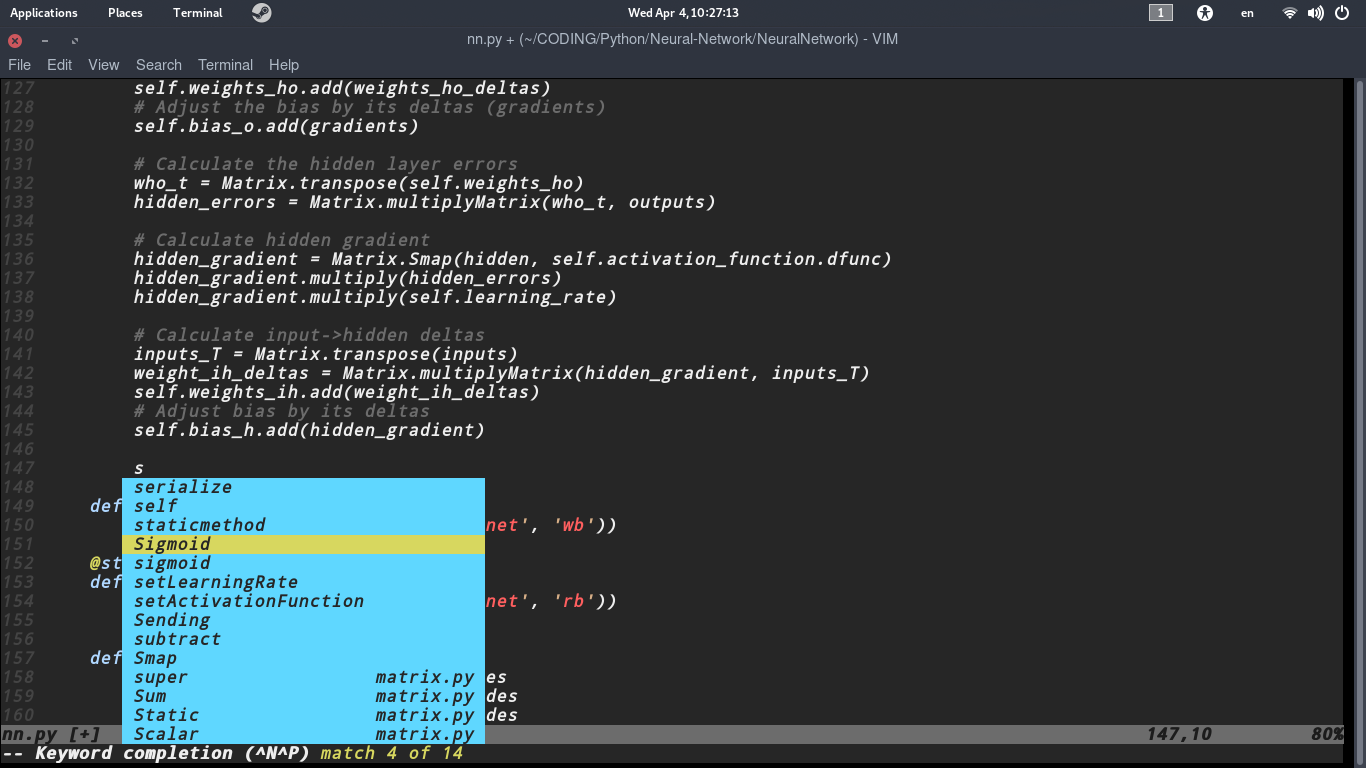 Applications Places Terminal Wed Apr 4, 10:27:13 1 en
nn.py + (~/CODING/Python/Neural-Network/NeuralNetwork) - VIM
File Edit View Search Terminal Help
127 self.weights_ho.add(weights_ho_deltas)
128 # Adjust the bias by its deltas (gradients)
129 self.bias_o.add(gradients)
130
131 # Calculate the hidden layer errors
132 who_t = Matrix.transpose(self.weights_ho)
133 hidden_errors = Matrix.multiplyMatrix(who_t, outputs)
134
135 # Calculate hidden gradient
136 hidden_gradient = Matrix.Smap(hidden, self.activation_function.dfunc)
137 hidden_gradient.multiply(hidden_errors)
138 hidden_gradient.multiply(self.learning_rate)
139
140 # Calculate input->hidden deltas
141 inputs_T = Matrix.transpose(inputs)
142 weight_ih_deltas = Matrix.multiplyMatrix(hidden_gradient, inputs_T)
143 self.weights_ih.add(weight_ih_deltas)
144 # Adjust bias by its deltas
145 self.bias_h.add(hidden_gradient)
146
147 s
148 serialize
149 def self
150 staticmethod net', 'wb'))
151 Sigmoid
152 @st sigmoid
153 def setLearningRate
154 setActivationFunction net', 'rb'))
155 Sending
156 subtract
157 def Smap
158 super matrix.py es
159 Sum matrix.py des
160 Static matrix.py des
nn.py [+] Scalar matrix.py 147,10 80%
-- Keyword completion (^N^P) match 4 of 14